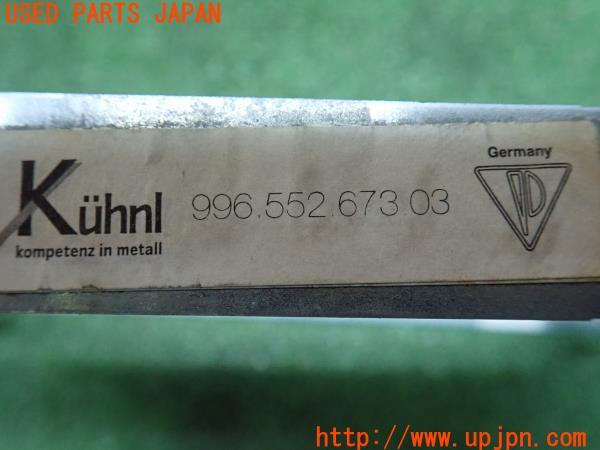 USED PARTS JAPAN
Kühnl
kompetenz in metall
996.552.673.03
Germany
http://www.upjpn.com/